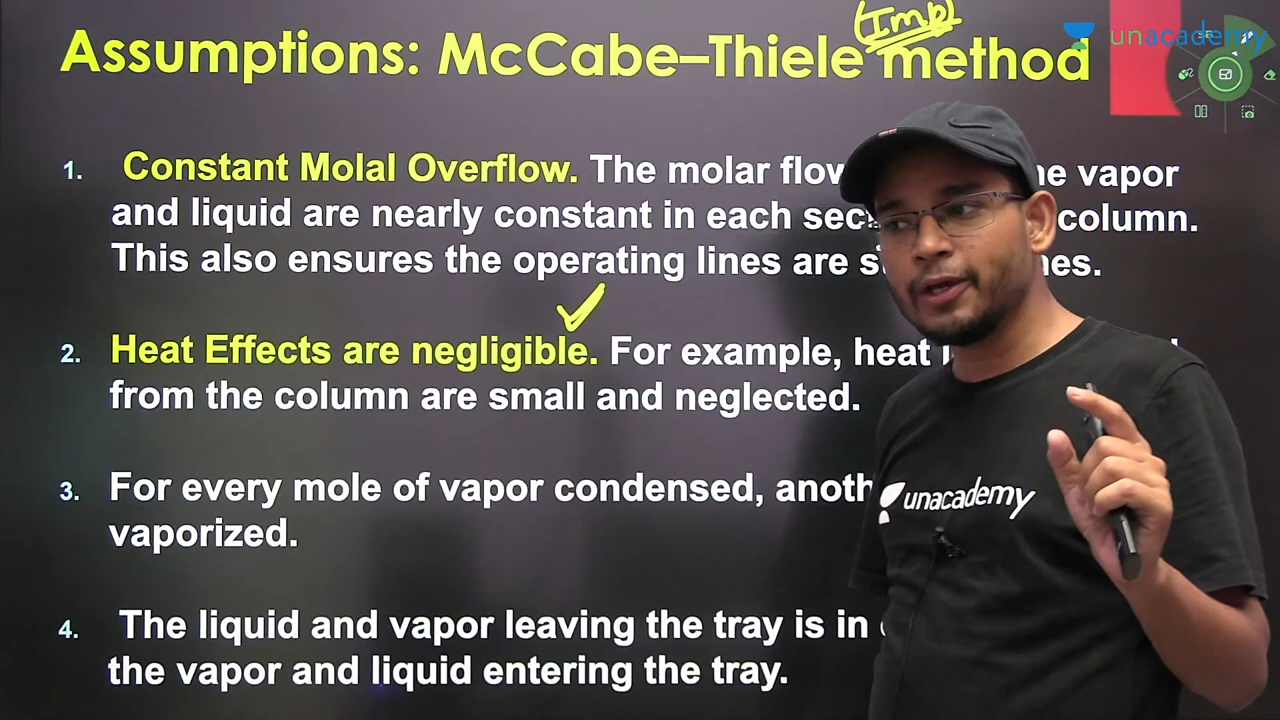 (Imp)
Assumptions: McCabe–Thiele method
unacademy
1. Constant Molal Overflow. The molar flow vapor
and liquid are nearly constant in each column.
This also ensures the operating lines are
2. Heat Effects are negligible. For example, heat
from the column are small and neglected.
3. For every mole of vapor condensed,
vaporized.
unacademy
4. The liquid and vapor leaving the tray is in
the vapor and liquid entering the tray.